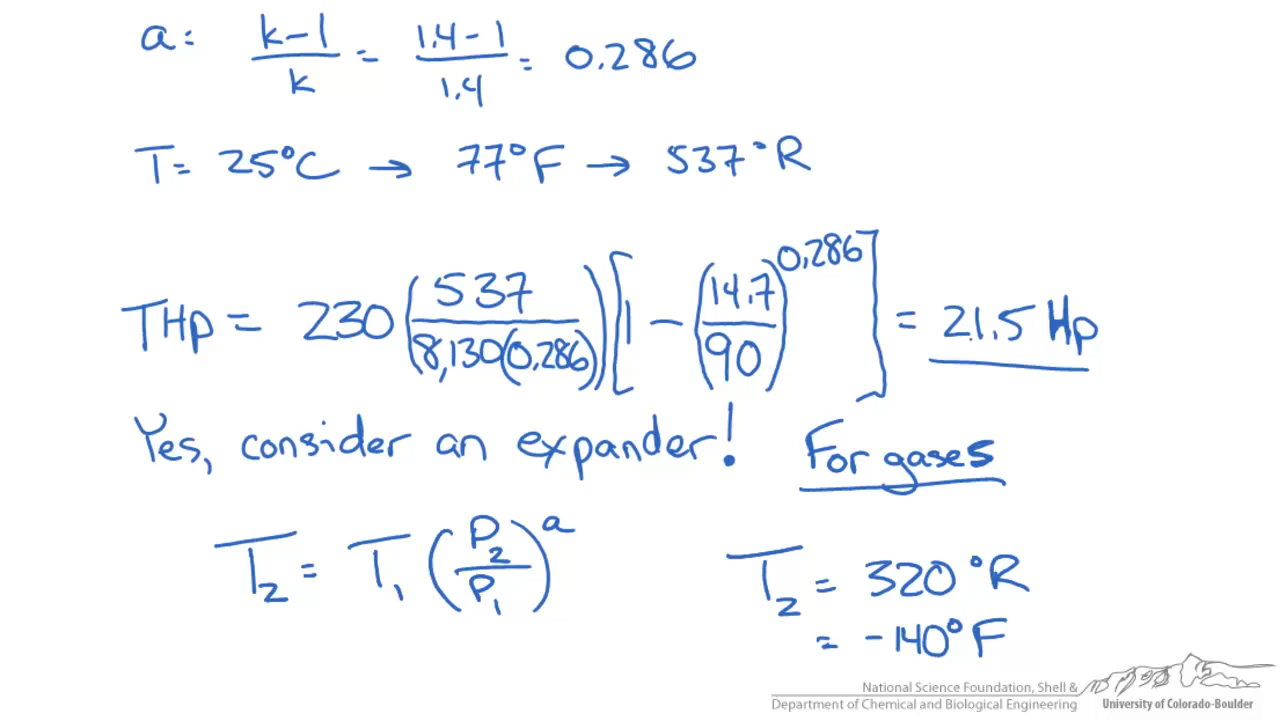 a: (k-1)/k = (1.4-1)/1.4 = 0.286
T= 25°C → 77°F → 537°R
THp = 230 (537/(8,130(0.286))) [1 - (14.7/90)^0.286] = 21.5 Hp
Yes, consider an expander! For gases
T₂ = T₁ (P₂/P₁)^a T₂ = 320°R
= -140°F
National Science Foundation, Shell &
Department of Chemical and Biological Engineering
University of Colorado-Boulder